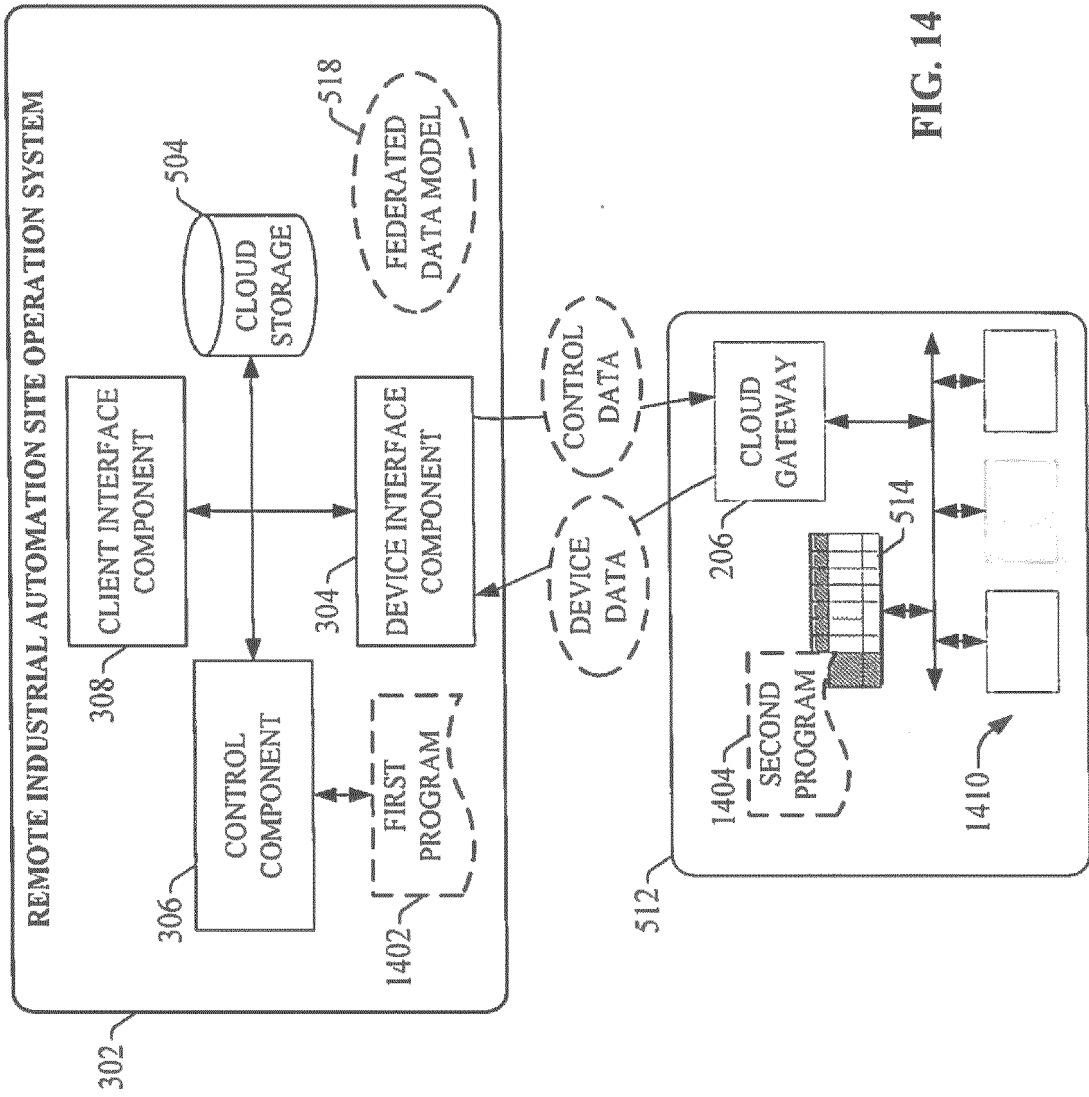 REMOTE INDUSTRIAL AUTOMATION SITE OPERATION SYSTEM
302
306
CONTROL
COMPONENT
308
CLIENT INTERFACE
COMPONENT
504
CLOUD
STORAGE
1402
FIRST
PROGRAM
304
DEVICE INTERFACE
COMPONENT
518
FEDERATED
DATA MODEL
DEVICE
DATA
CONTROL
DATA
512
1404
SECOND
PROGRAM
206
CLOUD
GATEWAY
514
1410
FIG. 14